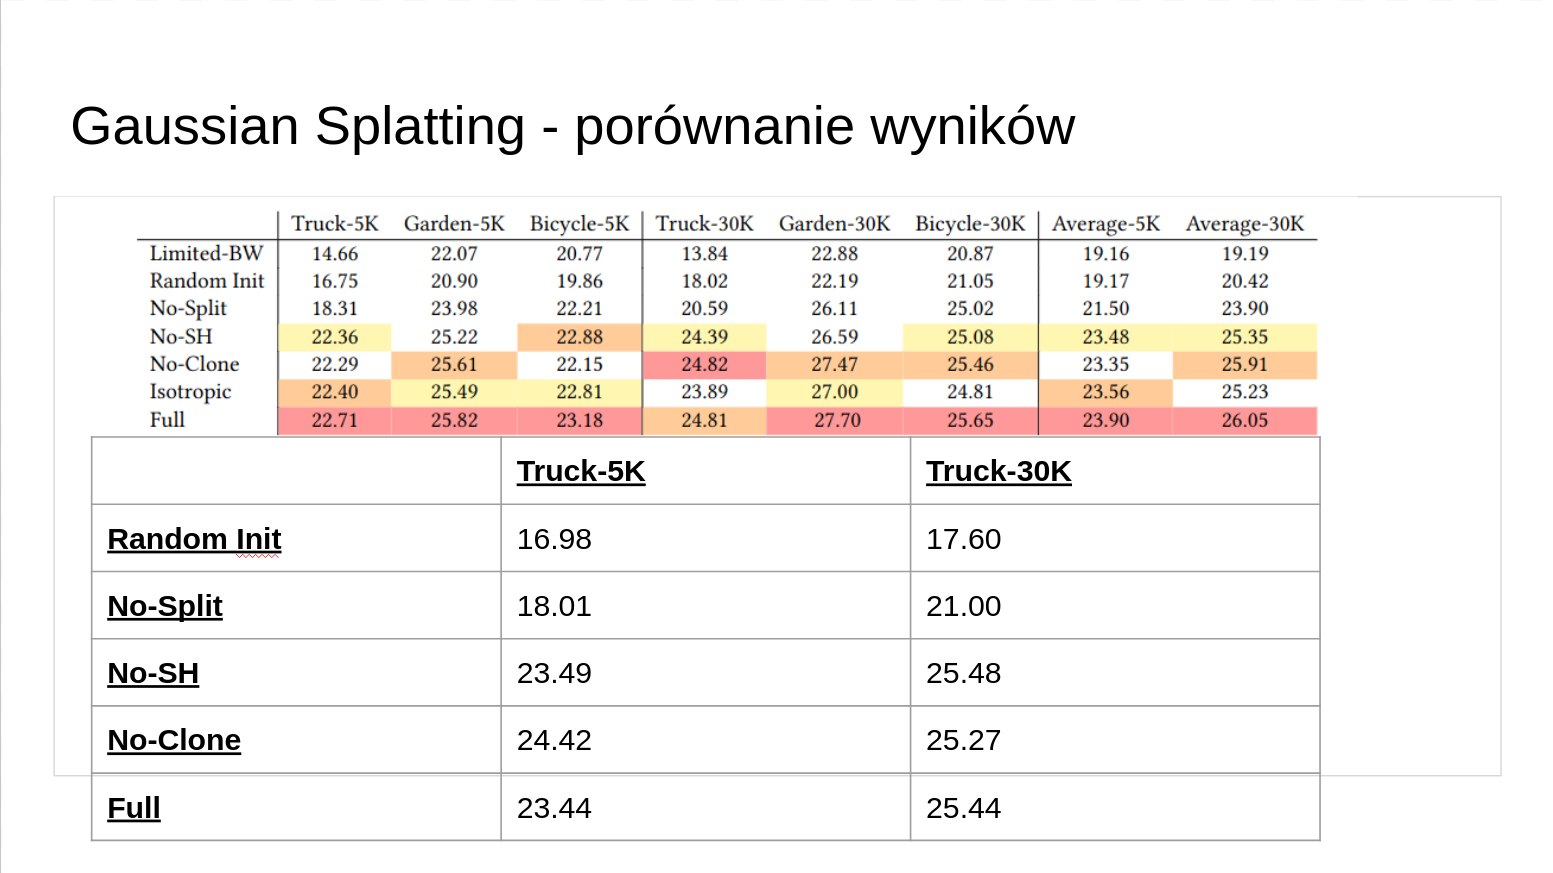 Gaussian Splatting - porównanie wyników
Truck-5K Garden-5K Bicycle-5K Truck-30K Garden-30K Bicycle-30K Average-5K Average-30K
Limited-BW 14.66 22.07 20.77 13.84 22.88 20.87 19.16 19.19
Random Init 16.75 20.90 19.86 18.02 22.19 21.05 19.17 20.42
No-Split 18.31 23.98 22.21 20.59 26.11 25.02 21.50 23.90
No-SH 22.36 25.22 22.88 24.39 26.59 25.08 23.48 25.35
No-Clone 22.29 25.61 22.15 24.82 27.47 25.46 23.35 25.91
Isotropic 22.40 25.49 22.81 23.89 27.00 24.81 23.56 25.23
Full 22.71 25.82 23.18 24.81 27.70 25.65 23.90 26.05
Truck-5K Truck-30K
Random Init 16.98 17.60
No-Split 18.01 21.00
No-SH 23.49 25.48
No-Clone 24.42 25.27
Full 23.44 25.44